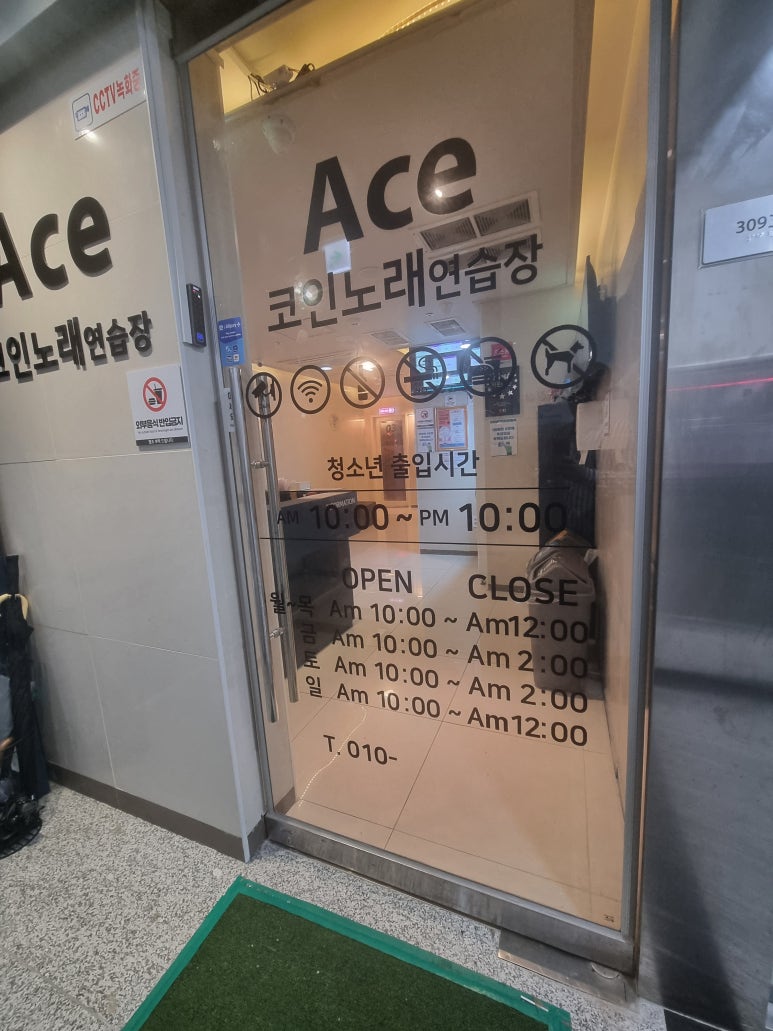 CCTV녹화중
Ace
코인노래연습장
외부음식 반입금지
Ace
코인노래연습장
청소년 출입시간
AM 10:00 ~ PM 10:00
OPEN CLOSE
월~목 Am 10:00 ~ Am12:00
금 Am 10:00 ~ Am 2:00
토 Am 10:00 ~ Am 2:00
일 Am 10:00 ~ Am12:00
T. 010-
309